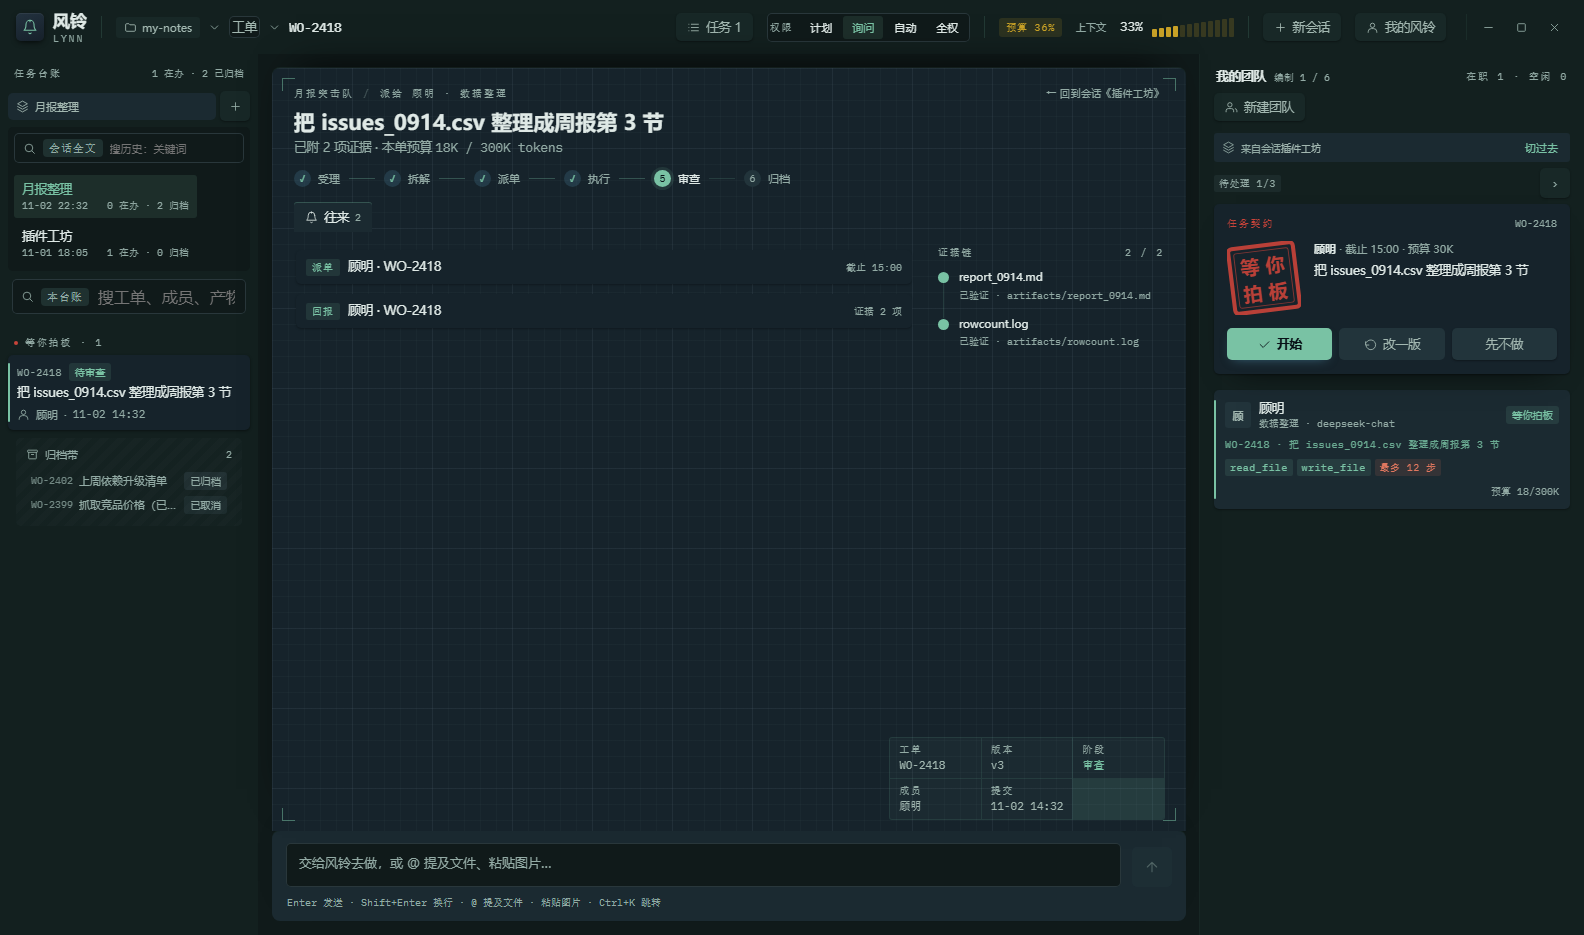 风铃
LYNN
my-notes
工单
WO-2418
任务 1
权限 计划 询问 自动 全权
预算 36%
上下文 33%
新会话
我的风铃
任务台账 1 在办 · 2 已归档
月报整理
会话全文 搜历史: 关键词
月报整理
11-02 22:32 0 在办 · 2 归档
插件工坊
11-01 18:05 1 在办 · 0 归档
本台账 搜工单、成员、产物
等你拍板 · 1
WO-2418 待审查
把 issues_0914.csv 整理成周报第 3 节
顾明 · 11-02 14:32
归档带 2
WO-2402 上周依赖升级清单 已归档
WO-2399 抓取竞品价格（已... 已取消
月报突击队 / 派给 顾明 · 数据整理
← 回到会话《插件工坊》
把 issues_0914.csv 整理成周报第 3 节
已附 2 项证据 · 本单预算 18K / 300K tokens
受理 拆解 派单 执行 5 审查 6 归档
往来 2
派单 顾明 · WO-2418 截止 15:00
回报 顾明 · WO-2418 证据 2 项
证据链 2 / 2
report_0914.md
已验证 · artifacts/report_0914.md
rowcount.log
已验证 · artifacts/rowcount.log
工单 版本 阶段
WO-2418 v3 审查
成员 提交
顾明 11-02 14:32
交给风铃去做，或 @ 提及文件、粘贴图片...
Enter 发送 · Shift+Enter 换行 · @ 提及文件 · 粘贴图片 · Ctrl+K 跳转
我的团队 编制 1 / 6 在职 1 · 空闲 0
新建团队
来自会话插件工坊 切过去
待处理 1/3
任务契约 WO-2418
等你拍板
顾明 · 截止 15:00 · 预算 30K
把 issues_0914.csv 整理成周报第 3 节
开始 改一版 先不做
顾 顾明 等你拍板
数据整理 · deepseek-chat
WO-2418 · 把 issues_0914.csv 整理成周报第 3 节
read_file write_file 最多 12 步
预算 18/300K